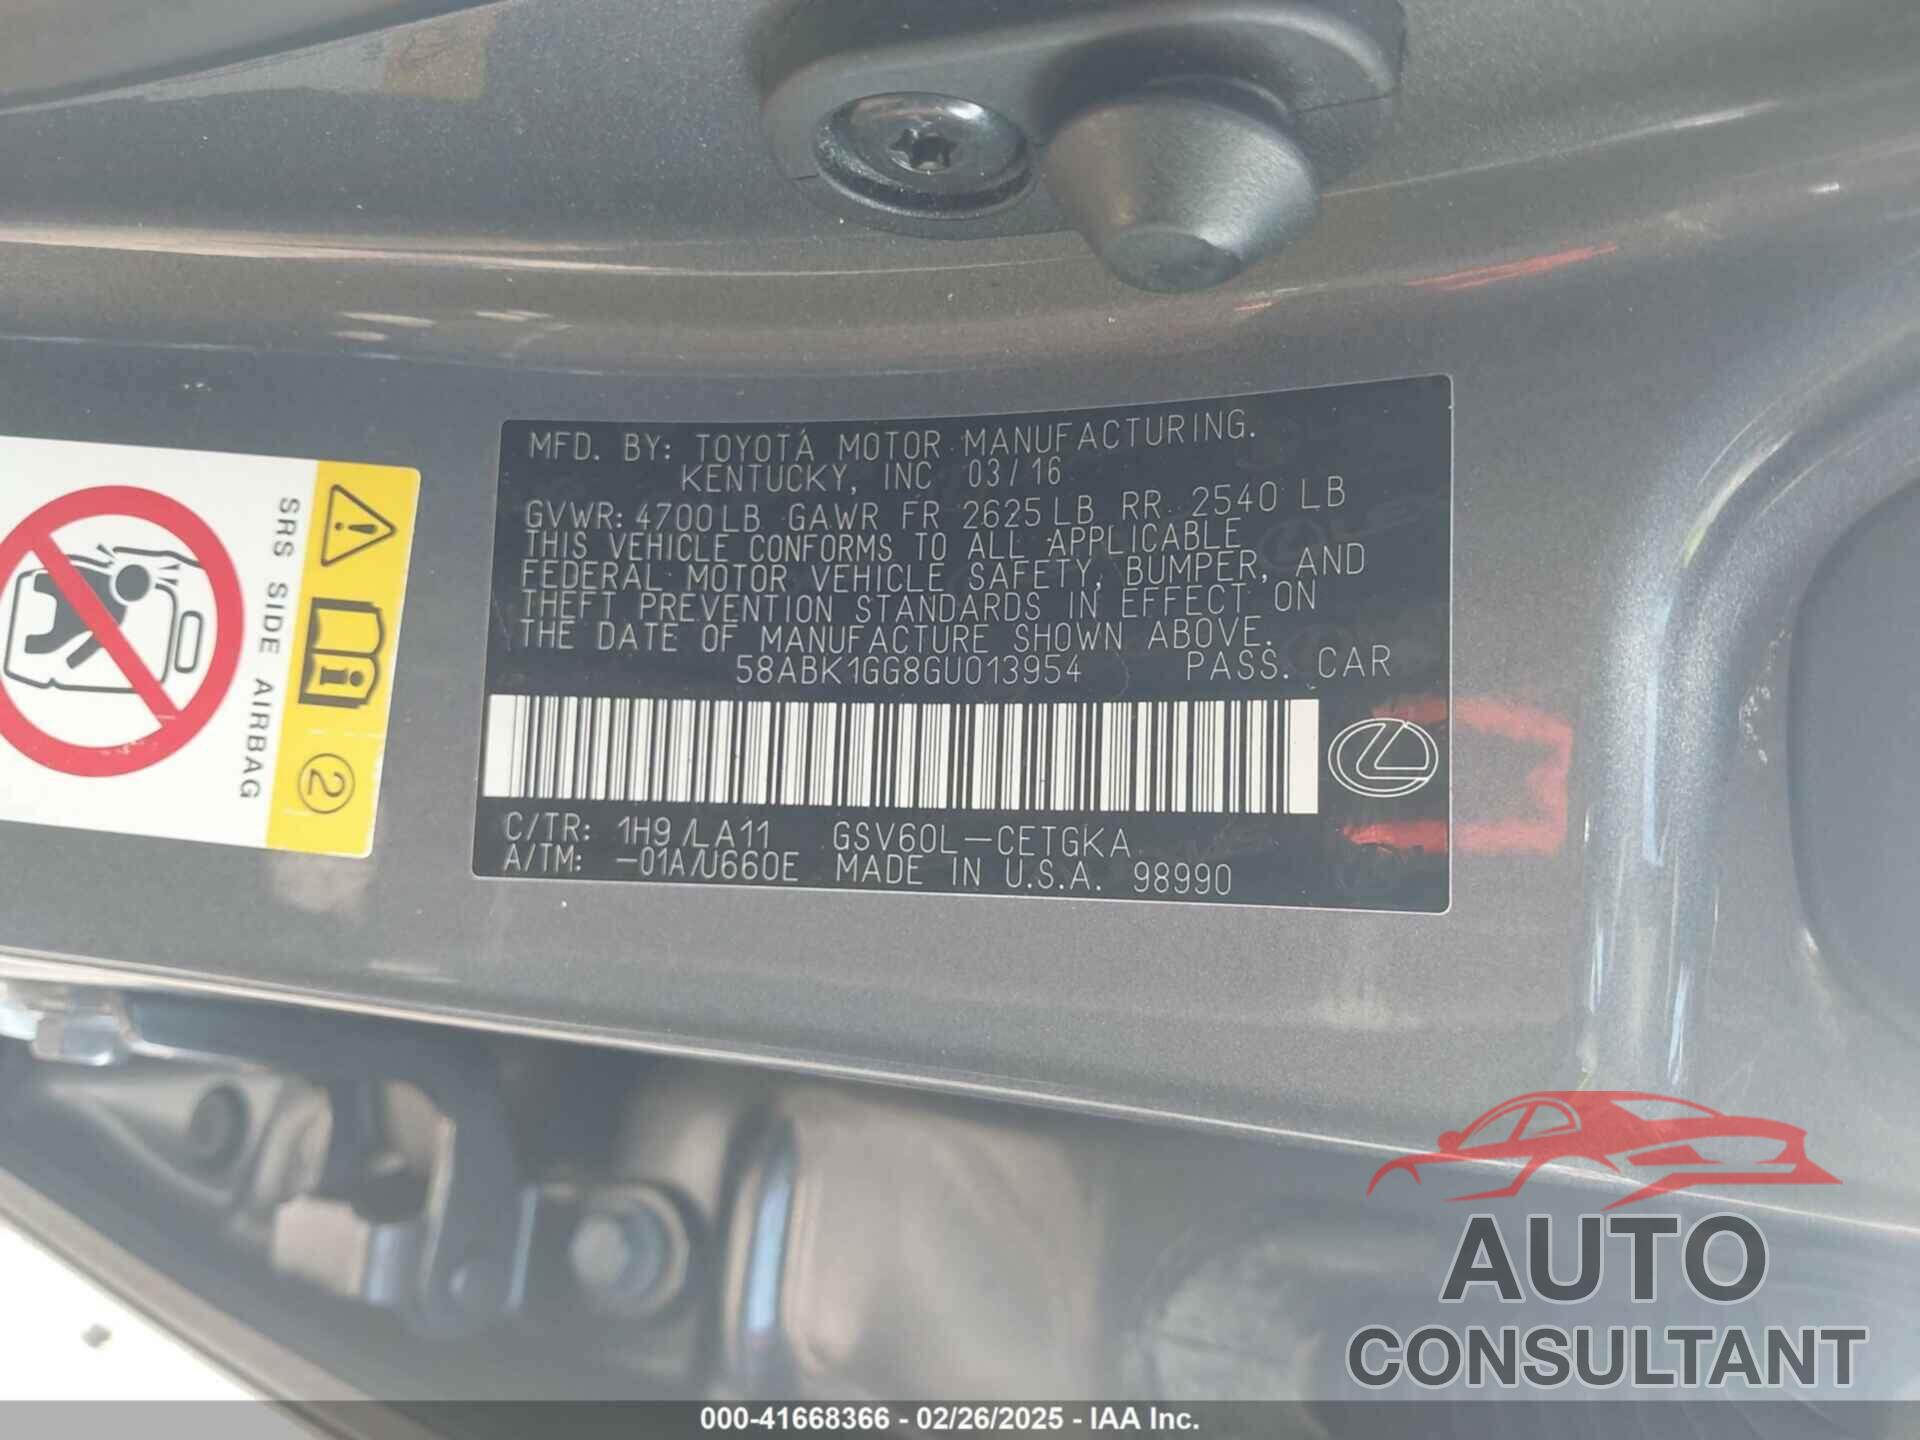 MFD. BY: TOYOTA MOTOR MANUFACTURING.
KENTUCKY, INC 03/16
GVWR: 4700LB GAWR FR 2625LB RR 2540 LB
THIS VEHICLE CONFORMS TO ALL APPLICABLE
FEDERAL MOTOR VEHICLE SAFETY, BUMPER, AND
THEFT PREVENTION STANDARDS IN EFFECT ON
THE DATE OF MANUFACTURE SHOWN ABOVE.
58ABK1GG8GU013954 PASS. CAR
C/TR: 1H9/LA11 GSV60L-CETGKA
A/TM: -01A/U660E MADE IN U.S.A. 98990
SRS SIDE AIRBAG
2
AUTO
CONSULTANT
000-41668366 - 02/26/2025 - IAA Inc.